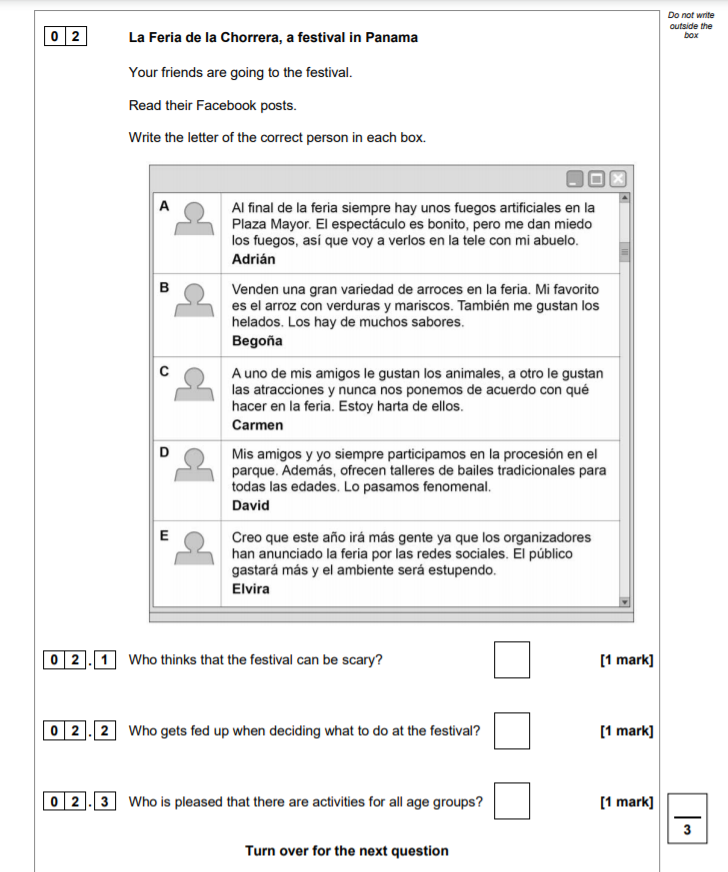 Do not write
outside the
box
0 2 La Feria de la Chorrera, a festival in Panama
Your friends are going to the festival.
Read their Facebook posts.
Write the letter of the correct person in each box.
A Al final de la feria siempre hay unos fuegos artificiales en la
Plaza Mayor. El espectáculo es bonito, pero me dan miedo
los fuegos, así que voy a verlos en la tele con mi abuelo.
Adrián
B Venden una gran variedad de arroces en la feria. Mi favorito
es el arroz con verduras y mariscos. También me gustan los
helados. Los hay de muchos sabores.
Begoña
C A uno de mis amigos le gustan los animales, a otro le gustan
las atracciones y nunca nos ponemos de acuerdo con qué
hacer en la feria. Estoy harta de ellos.
Carmen
D Mis amigos y yo siempre participamos en la procesión en el
parque. Además, ofrecen talleres de bailes tradicionales para
todas las edades. Lo pasamos fenomenal.
David
E Creo que este año irá más gente ya que los organizadores
han anunciado la feria por las redes sociales. El público
gastará más y el ambiente será estupendo.
Elvira
0 2 . 1 Who thinks that the festival can be scary? [1 mark]
0 2 . 2 Who gets fed up when deciding what to do at the festival? [1 mark]
0 2 . 3 Who is pleased that there are activities for all age groups? [1 mark]
3
Turn over for the next question